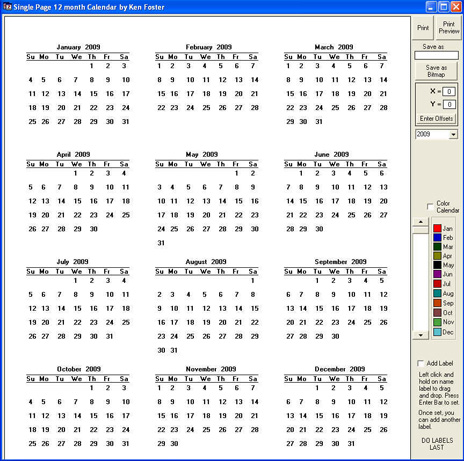 Single Page 12 month Calendar by Ken Foster
Print
Print Preview
Save as
Save as Bitmap
X = 0
Y = 0
Enter Offsets
2009
Color Calendar
Jan
Feb
Mar
Apr
May
Jun
Jul
Aug
Sep
Oct
Nov
Dec
Add Label
Left click and
hold on name
label to drag
and drop. Press
Enter Bar to set.
Once set, you
can add another
label.
DO LABELS
LAST
January 2009
Su Mo Tu We Th Fr Sa
1 2 3
4 5 6 7 8 9 10
11 12 13 14 15 16 17
18 19 20 21 22 23 24
25 26 27 28 29 30 31
February 2009
Su Mo Tu We Th Fr Sa
1 2 3 4 5 6 7
8 9 10 11 12 13 14
15 16 17 18 19 20 21
22 23 24 25 26 27 28
March 2009
Su Mo Tu We Th Fr Sa
1 2 3 4 5 6 7
8 9 10 11 12 13 14
15 16 17 18 19 20 21
22 23 24 25 26 27 28
29 30 31
April 2009
Su Mo Tu We Th Fr Sa
1 2 3 4
5 6 7 8 9 10 11
12 13 14 15 16 17 18
19 20 21 22 23 24 25
26 27 28 29 30
May 2009
Su Mo Tu We Th Fr Sa
1 2
3 4 5 6 7 8 9
10 11 12 13 14 15 16
17 18 19 20 21 22 23
24 25 26 27 28 29 30
31
June 2009
Su Mo Tu We Th Fr Sa
1 2 3 4 5 6
7 8 9 10 11 12 13
14 15 16 17 18 19 20
21 22 23 24 25 26 27
28 29 30
July 2009
Su Mo Tu We Th Fr Sa
1 2 3 4
5 6 7 8 9 10 11
12 13 14 15 16 17 18
19 20 21 22 23 24 25
26 27 28 29 30 31
August 2009
Su Mo Tu We Th Fr Sa
1
2 3 4 5 6 7 8
9 10 11 12 13 14 15
16 17 18 19 20 21 22
23 24 25 26 27 28 29
30 31
September 2009
Su Mo Tu We Th Fr Sa
1 2 3 4 5
6 7 8 9 10 11 12
13 14 15 16 17 18 19
20 21 22 23 24 25 26
27 28 29 30
October 2009
Su Mo Tu We Th Fr Sa
1 2 3
4 5 6 7 8 9 10
11 12 13 14 15 16 17
18 19 20 21 22 23 24
25 26 27 28 29 30 31
November 2009
Su Mo Tu We Th Fr Sa
1 2 3 4 5 6 7
8 9 10 11 12 13 14
15 16 17 18 19 20 21
22 23 24 25 26 27 28
29 30
December 2009
Su Mo Tu We Th Fr Sa
1 2 3 4 5
6 7 8 9 10 11 12
13 14 15 16 17 18 19
20 21 22 23 24 25 26
27 28 29 30 31